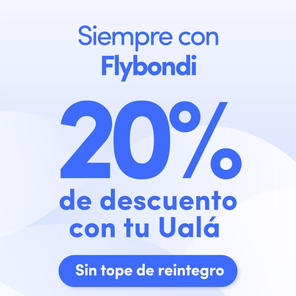 Siempre con
Flybondi
20%
de descuento
con tu Ualá
Sin tope de reintegro